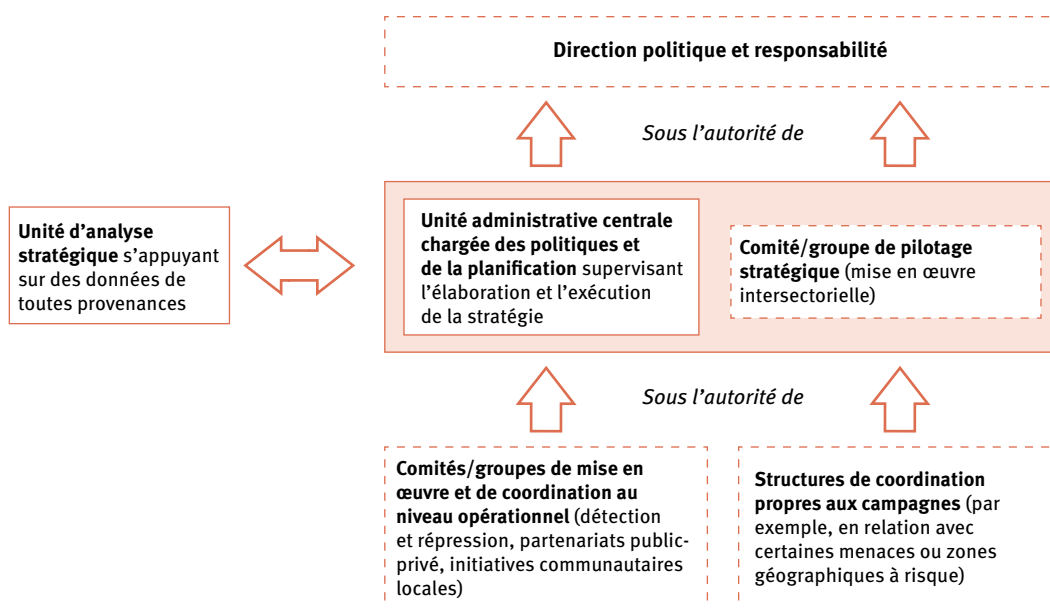 Direction politique et responsabilité
Sous l'autorité de
Unité d'analyse
stratégique s'appuyant
sur des données de
toutes provenances
Unité administrative centrale
chargée des politiques et
de la planification supervisant
l'élaboration et l'exécution
de la stratégie
Comité/groupe de pilotage
stratégique (mise en œuvre
intersectorielle)
Sous l'autorité de
Comités/groupes de mise en
œuvre et de coordination au
niveau opérationnel (détection
et répression, partenariats public-
privé, initiatives communautaires
locales)
Structures de coordination
propres aux campagnes (par
exemple, en relation avec
certaines menaces ou zones
géographiques à risque)